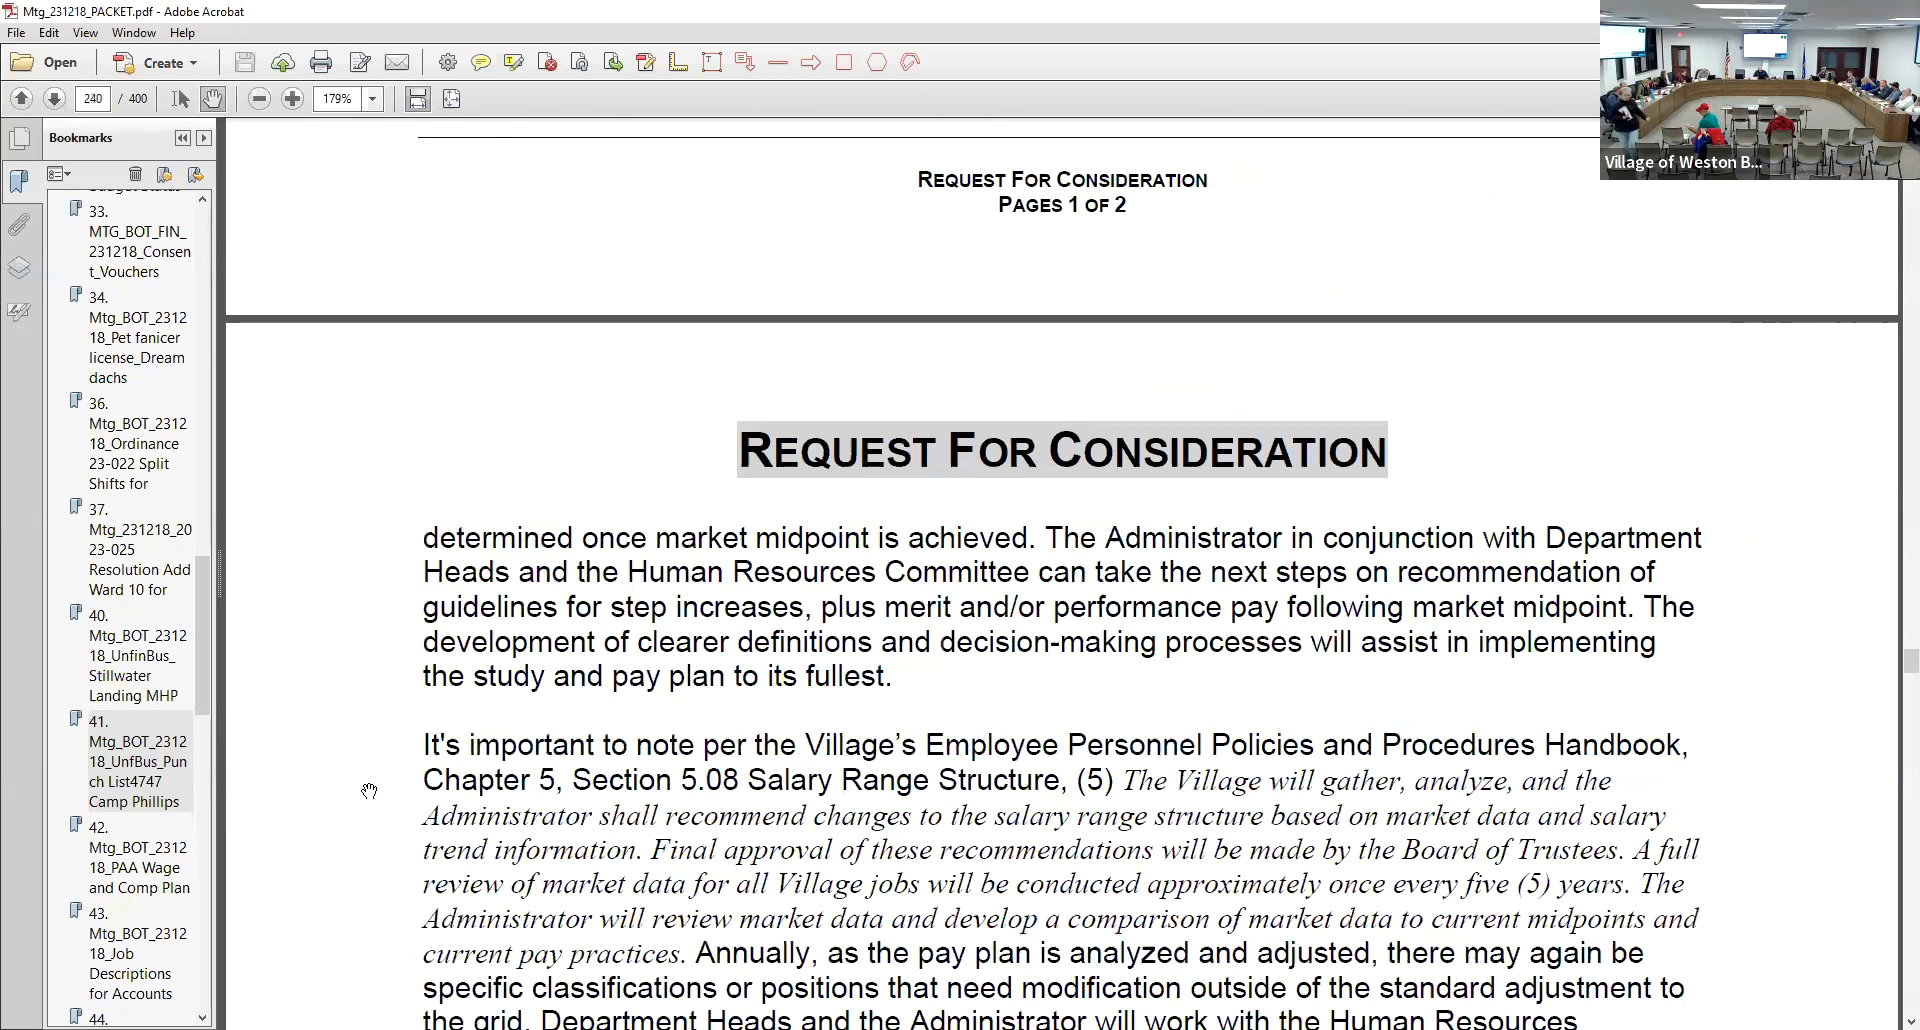 Mtg_231218_PACKET.pdf - Adobe Acrobat
File Edit View Window Help
Open Create
240 / 400 179%
Bookmarks
33.
MTG_BOT_FIN_
231218_Consen
t_Vouchers
34.
Mtg_BOT_2312
18_Pet fanicer
license_Dream
dachs
36.
Mtg_BOT_2312
18_Ordinance
23-022 Split
Shifts for
37.
Mtg_231218_20
23-025
Resolution Add
Ward 10 for
40.
Mtg_BOT_2312
18_UnfinBus_
Stillwater
Landing MHP
41.
Mtg_BOT_2312
18_UnfBus_Pun
ch List4747
Camp Phillips
42.
Mtg_BOT_2312
18_PAA Wage
and Comp Plan
43.
Mtg_BOT_2312
18_Job
Descriptions
for Accounts
44.
REQUEST FOR CONSIDERATION
PAGES 1 OF 2
REQUEST FOR CONSIDERATION
determined once market midpoint is achieved. The Administrator in conjunction with Department
Heads and the Human Resources Committee can take the next steps on recommendation of
guidelines for step increases, plus merit and/or performance pay following market midpoint. The
development of clearer definitions and decision-making processes will assist in implementing
the study and pay plan to its fullest.
It's important to note per the Village’s Employee Personnel Policies and Procedures Handbook,
Chapter 5, Section 5.08 Salary Range Structure, (5) The Village will gather, analyze, and the
Administrator shall recommend changes to the salary range structure based on market data and salary
trend information. Final approval of these recommendations will be made by the Board of Trustees. A full
review of market data for all Village jobs will be conducted approximately once every five (5) years. The
Administrator will review market data and develop a comparison of market data to current midpoints and
current pay practices. Annually, as the pay plan is analyzed and adjusted, there may again be
specific classifications or positions that need modification outside of the standard adjustment to
the grid. Department Heads and the Administrator will work with the Human Resources
Village of Weston B...